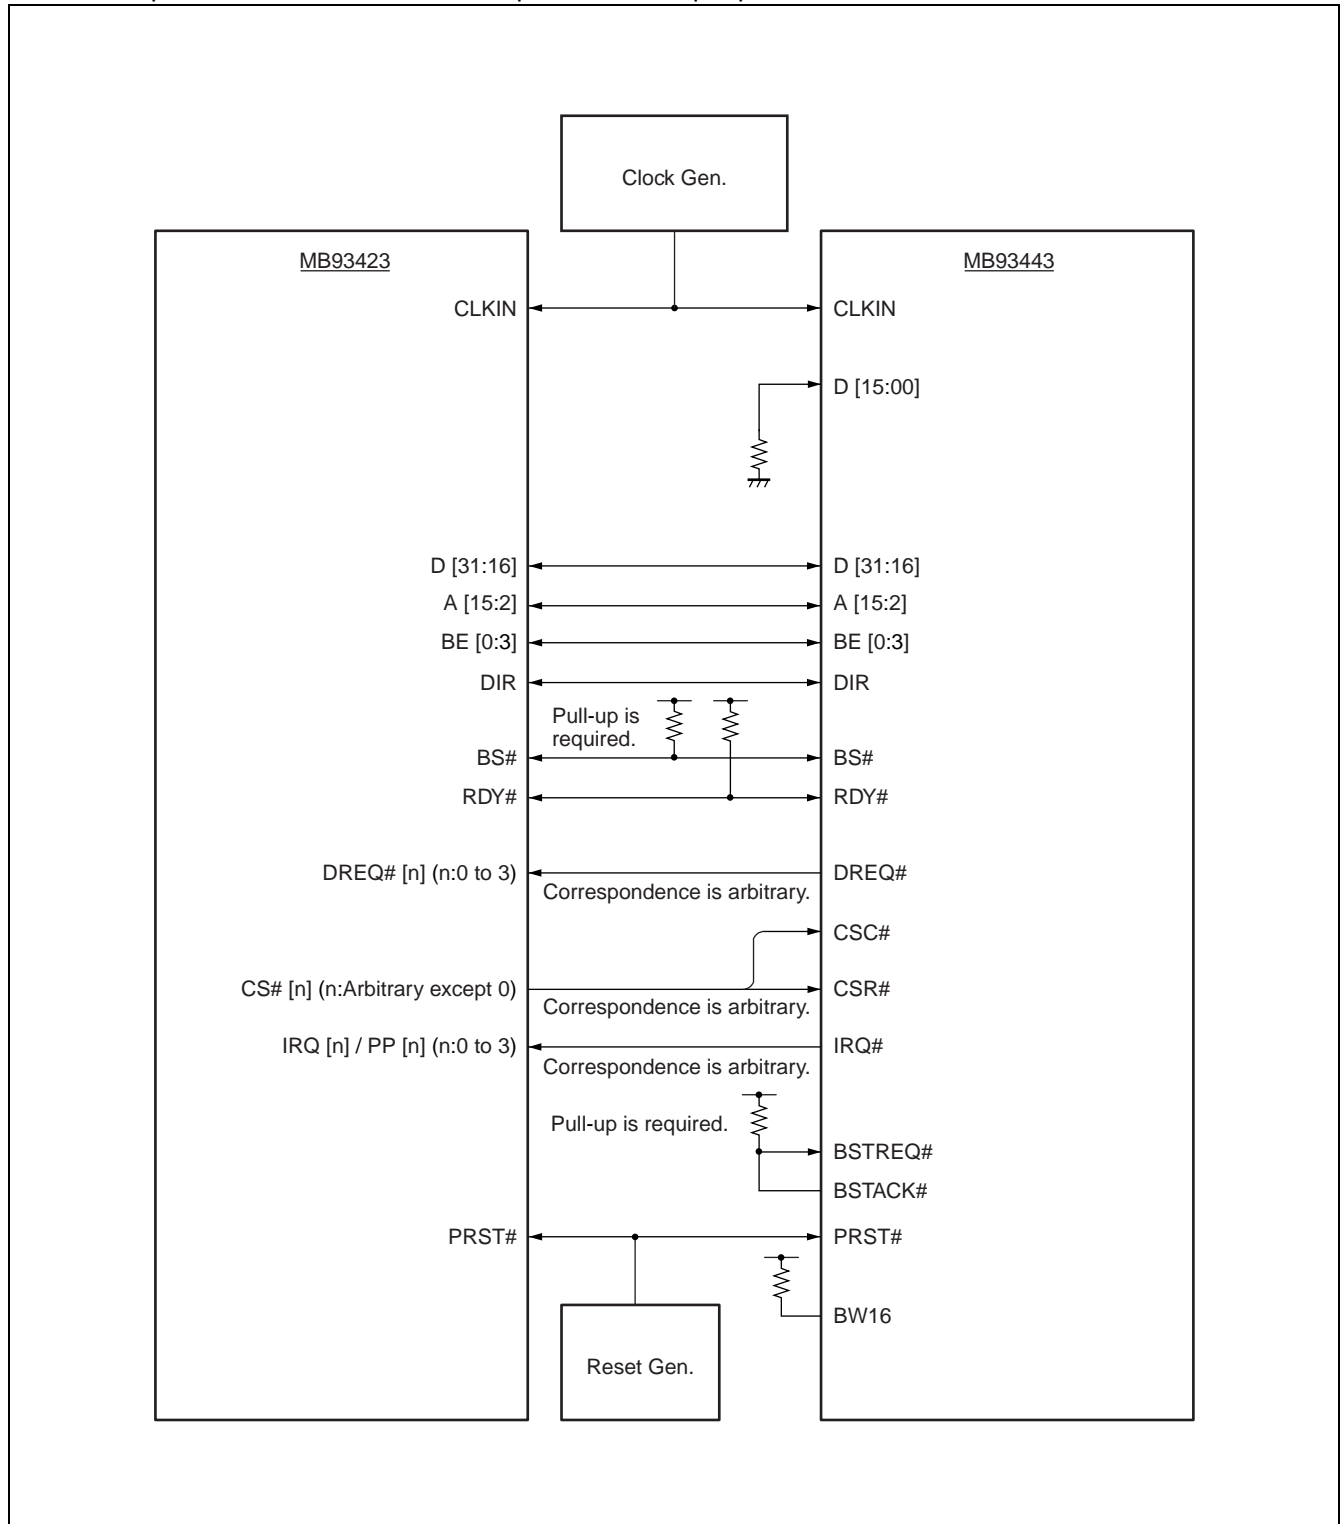 Clock Gen.
MB93423
MB93443
CLKIN
CLKIN
D [15:00]
D [31:16]
D [31:16]
A [15:2]
A [15:2]
BE [0:3]
BE [0:3]
DIR
DIR
Pull-up is
required.
BS#
BS#
RDY#
RDY#
DREQ# [n] (n:0 to 3)
DREQ#
Correspondence is arbitrary.
CSC#
CS# [n] (n:Arbitrary except 0)
CSR#
Correspondence is arbitrary.
IRQ [n] / PP [n] (n:0 to 3)
IRQ#
Correspondence is arbitrary.
Pull-up is required.
BSTREQ#
BSTACK#
PRST#
PRST#
BW16
Reset Gen.